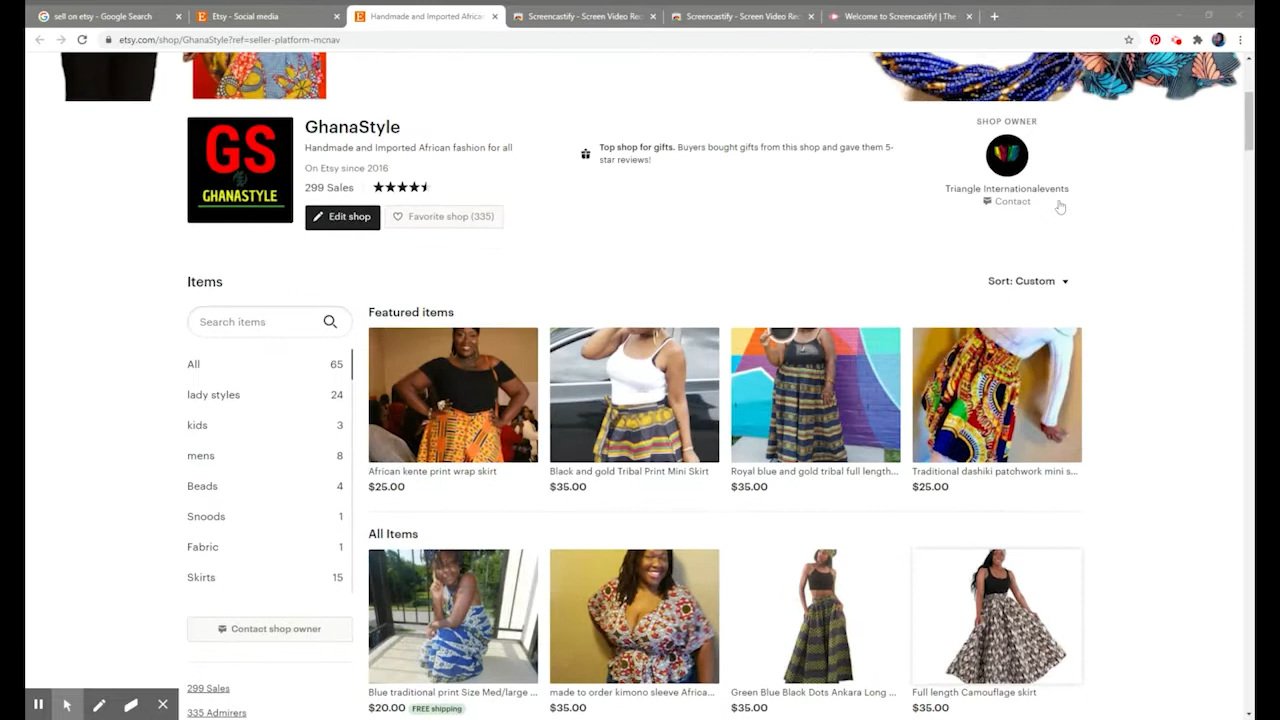 sell on etsy - Google Search
Etsy - Social media
Handmade and Imported African
Screencastify - Screen Video Rec
Screencastify - Screen Video Rec
Welcome to Screencastify! | The
etsy.com/shop/GhanaStyle?ref=seller-platform-mcnav
GS
GHANASTYLE
GhanaStyle
Handmade and Imported African fashion for all
On Etsy since 2016
299 Sales
Edit shop
Favorite shop (335)
Top shop for gifts. Buyers bought gifts from this shop and gave them 5-
star reviews!
SHOP OWNER
Triangle Internationalevents
Contact
Items
Sort: Custom
Search items
All 65
lady styles 24
kids 3
mens 8
Beads 4
Snoods 1
Fabric 1
Skirts 15
Contact shop owner
299 Sales
335 Admirers
Featured items
African kente print wrap skirt
$25.00
Black and gold Tribal Print Mini Skirt
$35.00
Royal blue and gold tribal full length...
$35.00
Traditional dashiki patchwork mini s...
$25.00
All Items
Blue traditional print Size Med/large ...
$20.00 FREE shipping
made to order kimono sleeve Africa...
$35.00
Green Blue Black Dots Ankara Long ...
$35.00
Full length Camouflage skirt
$35.00